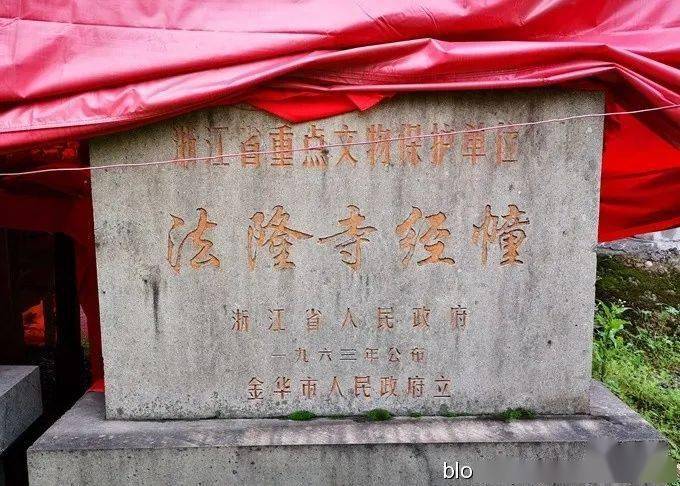 浙江省重点文物保护单位
法隆寺经幢
浙江省人民政府
一九六三年公布
金华市人民政府立
blo